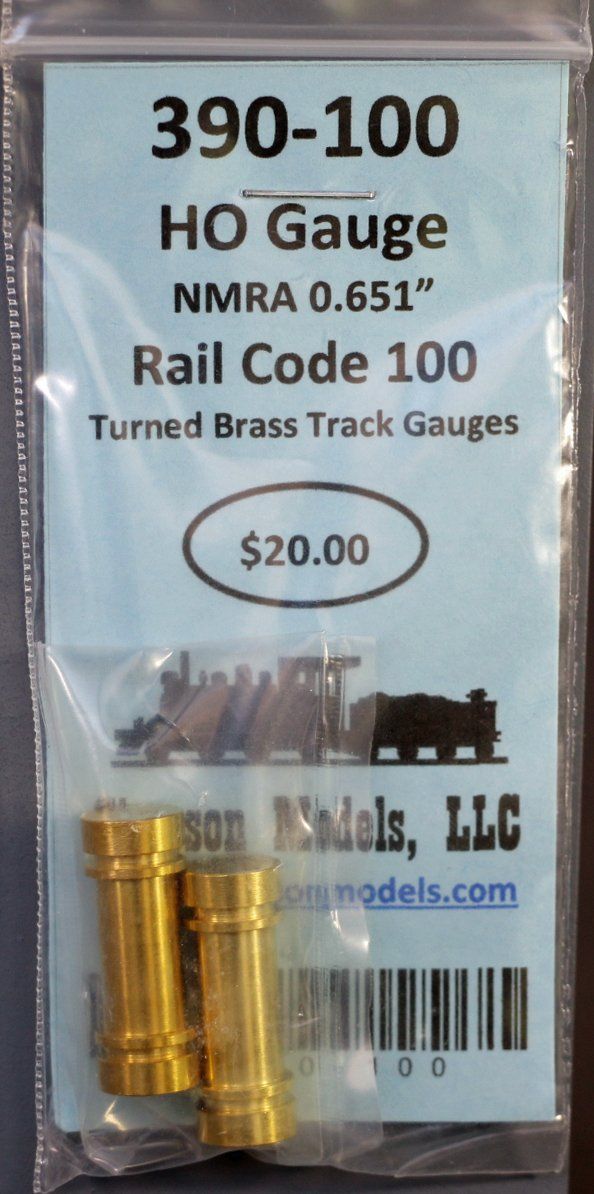 390-100
HO Gauge
NMRA 0.651”
Rail Code 100
Turned Brass Track Gauges
$20.00
Models, LLC